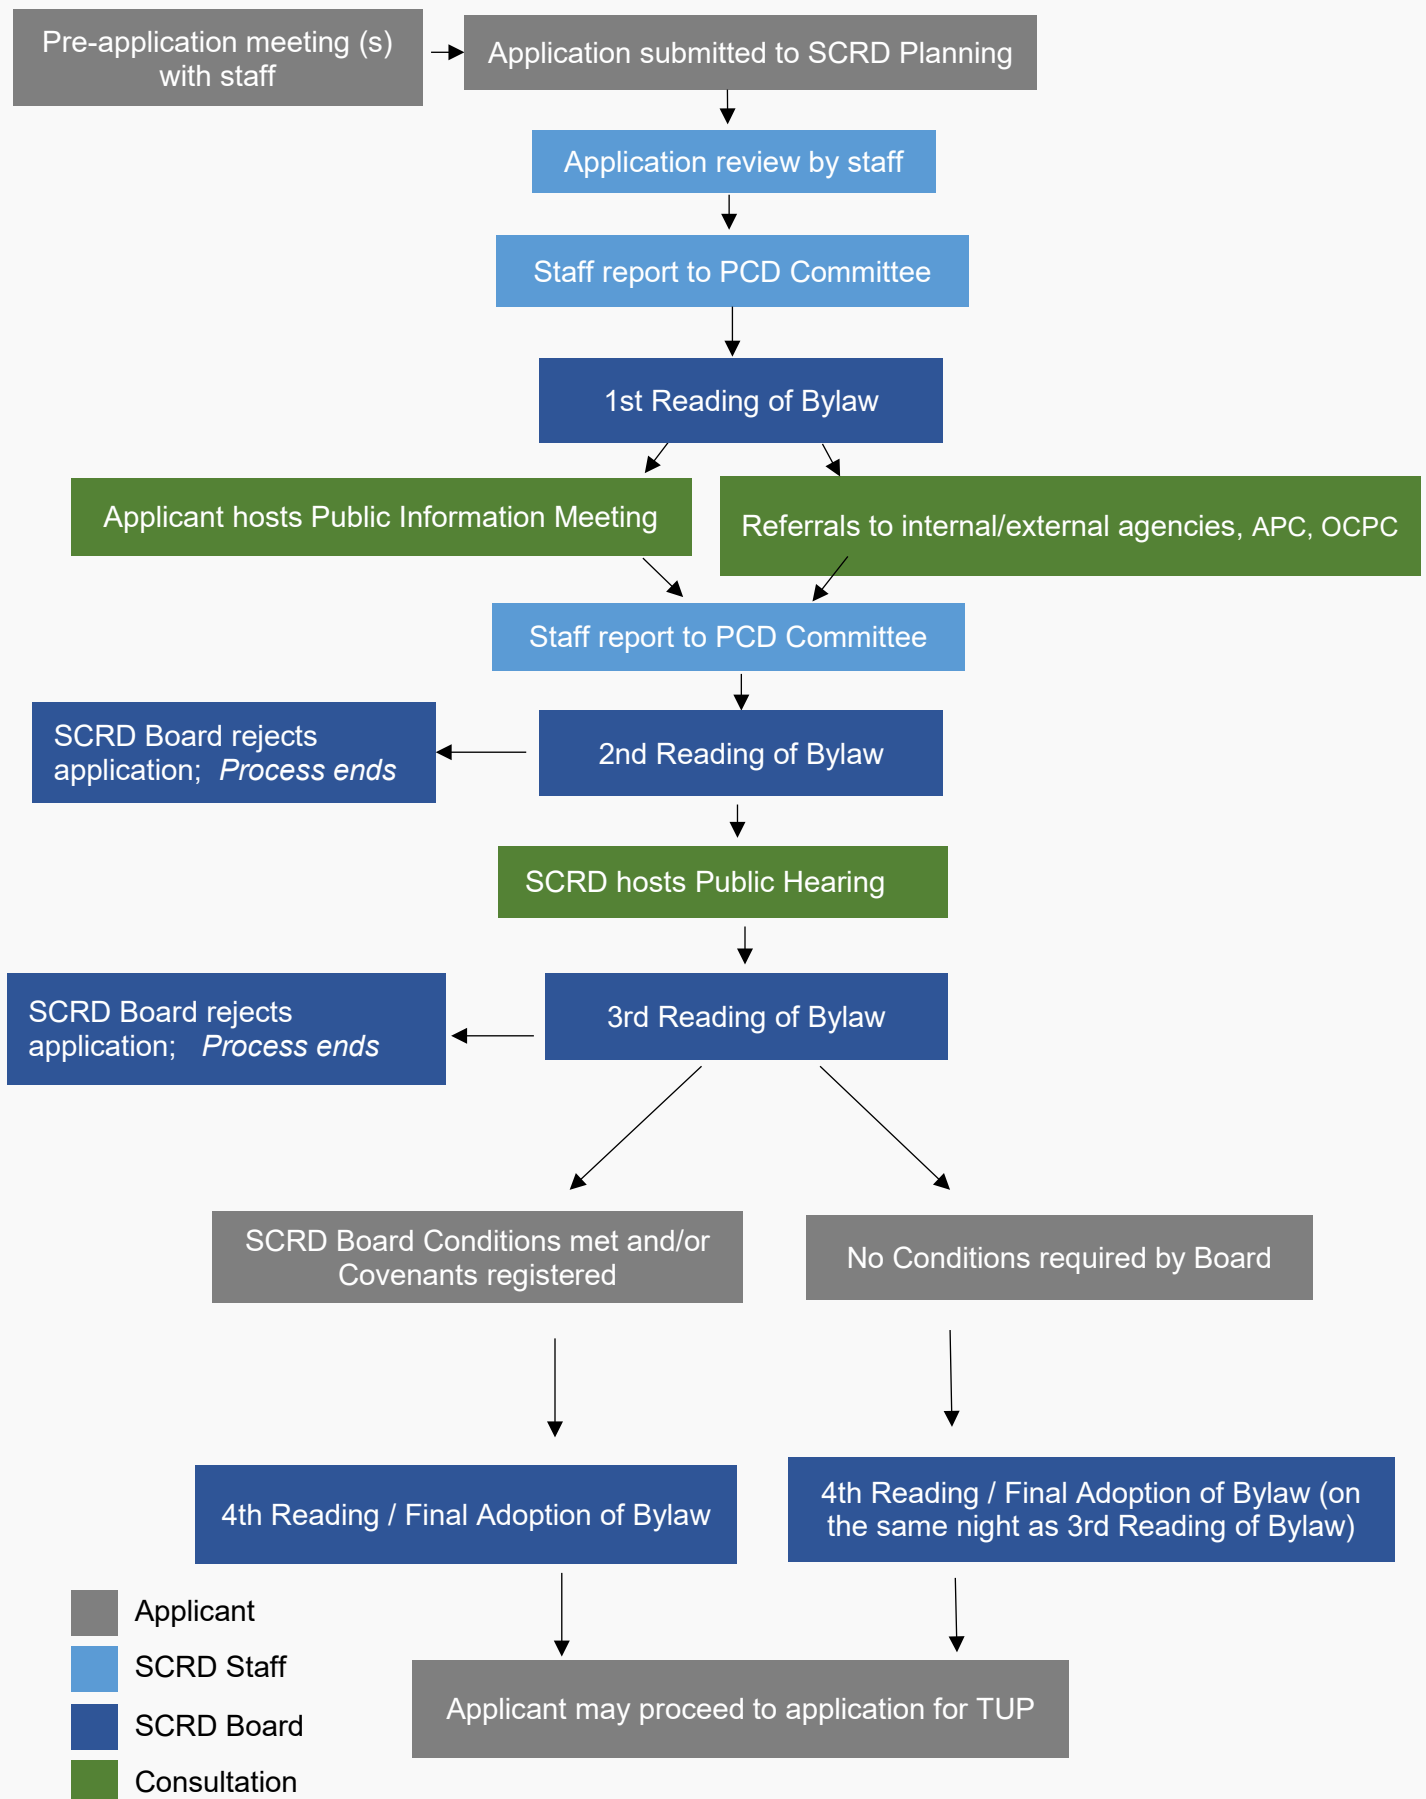 Pre-application meeting (s)
with staff
Application submitted to SCRD Planning
Application review by staff
Staff report to PCD Committee
1st Reading of Bylaw
Applicant hosts Public Information Meeting
Referrals to internal/external agencies, APC, OCPC
Staff report to PCD Committee
SCRD Board rejects
application; Process ends
2nd Reading of Bylaw
SCRD hosts Public Hearing
SCRD Board rejects
application; Process ends
3rd Reading of Bylaw
SCRD Board Conditions met and/or
Covenants registered
No Conditions required by Board
4th Reading / Final Adoption of Bylaw
4th Reading / Final Adoption of Bylaw (on
the same night as 3rd Reading of Bylaw)
Applicant may proceed to application for TUP
Applicant
SCRD Staff
SCRD Board
Consultation